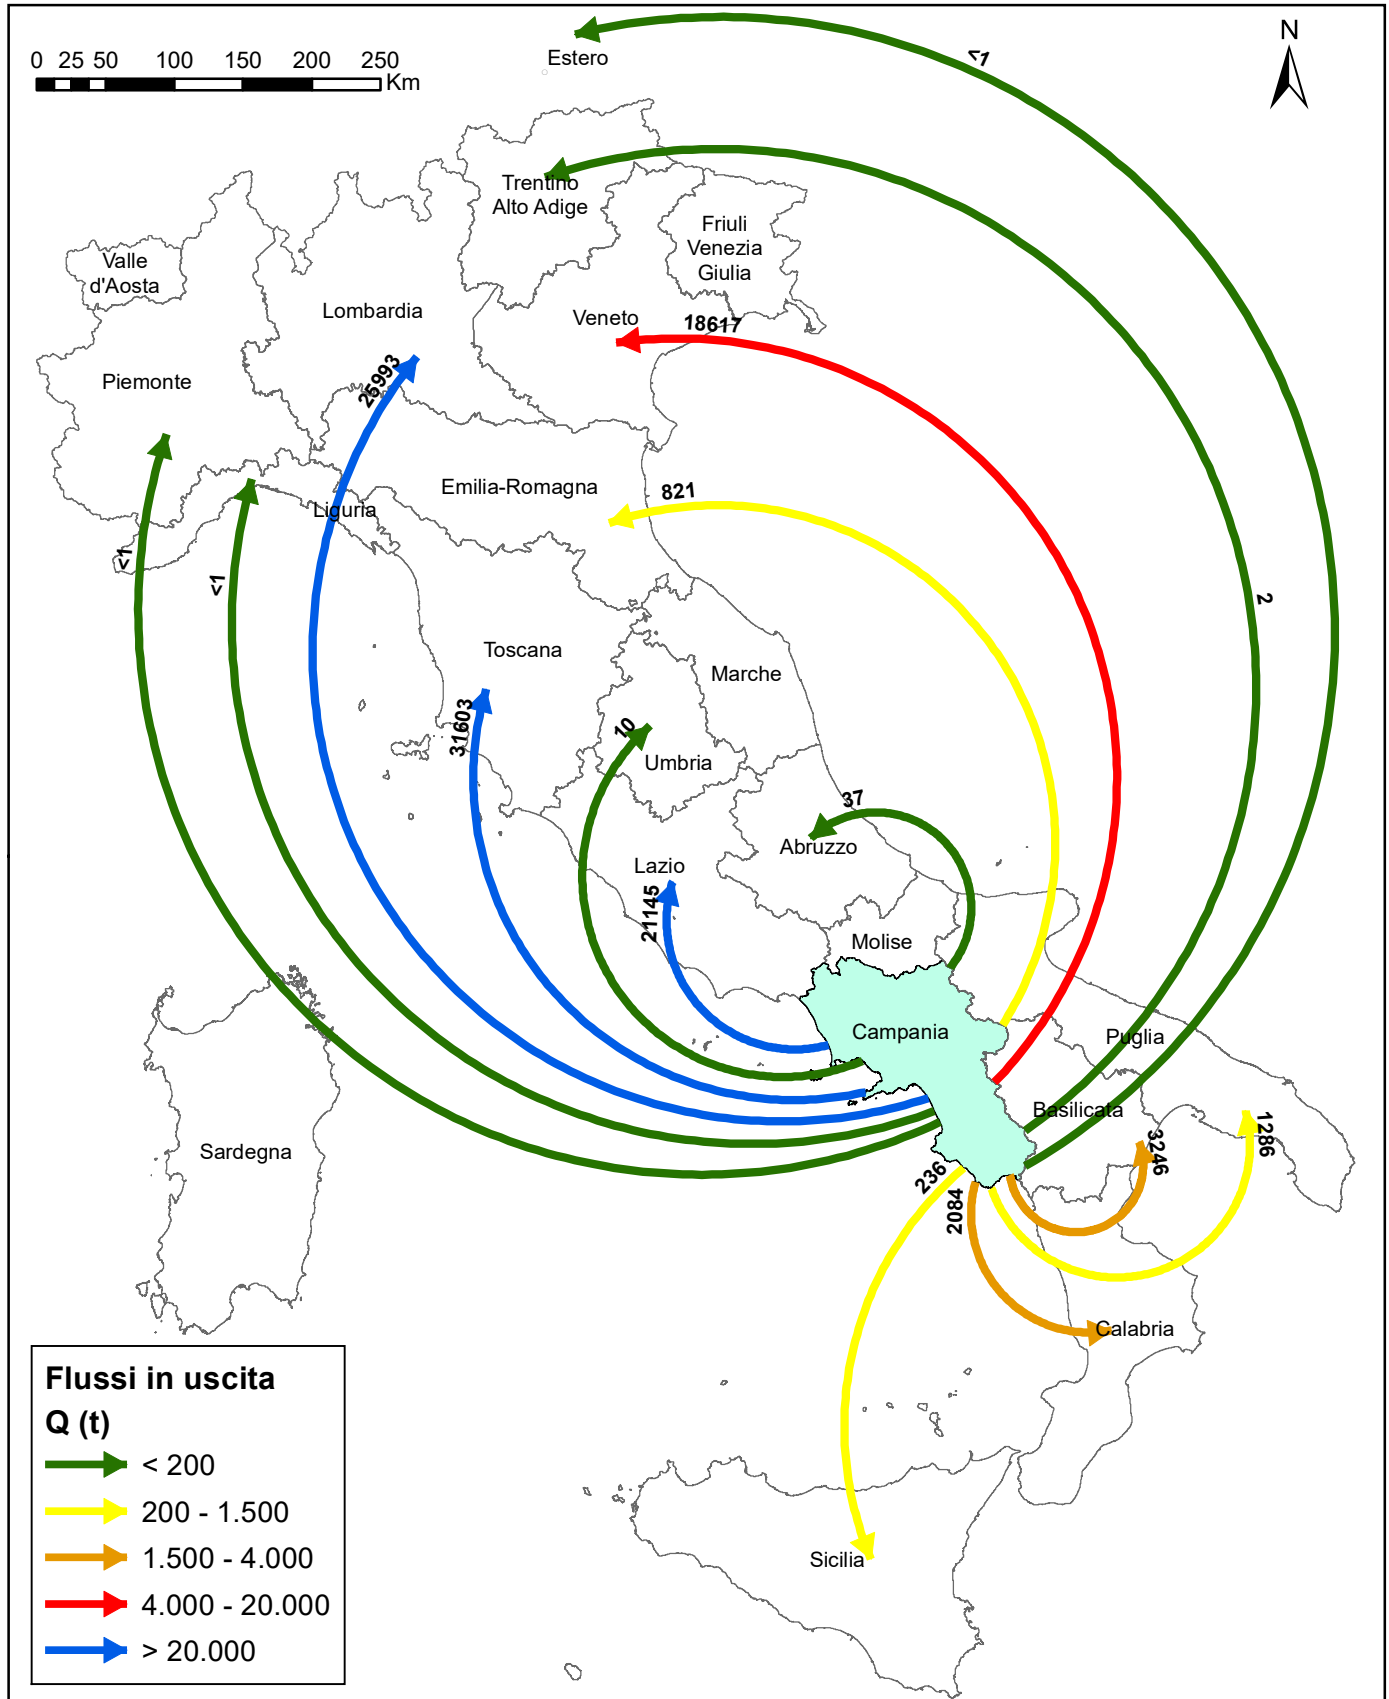 0 25 50 100 150 200 250
Km
N
Estero
<1
Trentino
Alto Adige
Friuli
Venezia
Giulia
Valle
d'Aosta
Lombardia
Veneto
18617
Piemonte
25993
Emilia-Romagna
821
Liguria
<1
<1
2
Toscana
Marche
31603
10
Umbria
37
Abruzzo
Lazio
21145
Molise
Campania
Puglia
Basilicata
1286
3246
Sardegna
236
2084
Calabria
Sicilia
Flussi in uscita
Q (t)
< 200
200 - 1.500
1.500 - 4.000
4.000 - 20.000
> 20.000